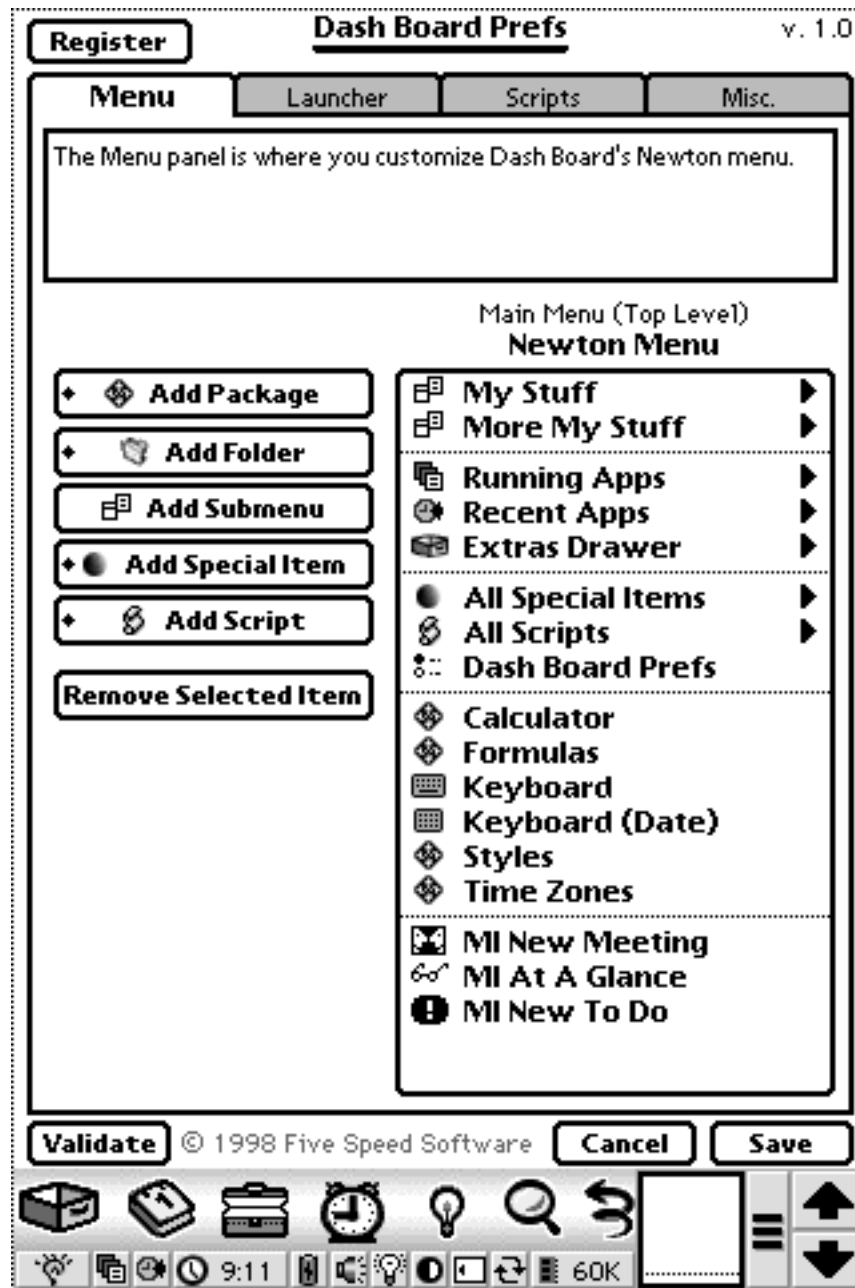 Register
Dash Board Prefs
v. 1.0
Menu
Launcher
Scripts
Misc.
The Menu panel is where you customize Dash Board's Newton menu.
Main Menu (Top Level)
Newton Menu
Add Package
Add Folder
Add Submenu
Add Special Item
Add Script
Remove Selected Item
My Stuff
More My Stuff
Running Apps
Recent Apps
Extras Drawer
All Special Items
All Scripts
Dash Board Prefs
Calculator
Formulas
Keyboard
Keyboard (Date)
Styles
Time Zones
MI New Meeting
MI At A Glance
MI New To Do
Validate
© 1998 Five Speed Software
Cancel
Save
9:11
60K